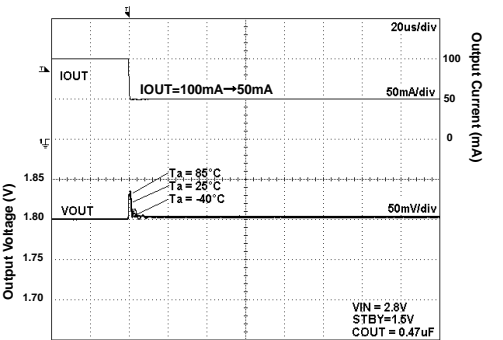 20us/div
IOUT
IOUT=100mA→50mA
50mA/div
100
50
0
Output Current (mA)
Ta = 85°C
Ta = 25°C
Ta = -40°C
VOUT
50mV/div
1.85
1.80
1.75
1.70
Output Voltage (V)
VIN = 2.8V
STBY=1.5V
COUT = 0.47uF